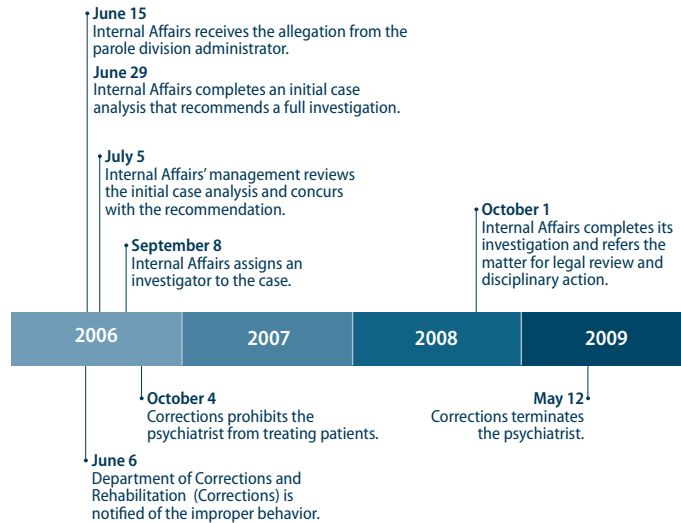 June 15
Internal Affairs receives the allegation from the
parole division administrator.
June 29
Internal Affairs completes an initial case
analysis that recommends a full investigation.
July 5
Internal Affairs’ management reviews
the initial case analysis and concurs
with the recommendation.
September 8
Internal Affairs assigns an
investigator to the case.
October 1
Internal Affairs completes its
investigation and refers the
matter for legal review and
disciplinary action.
2006
2007
2008
2009
October 4
Corrections prohibits the
psychiatrist from treating patients.
May 12
Corrections terminates
the psychiatrist.
June 6
Department of Corrections and
Rehabilitation (Corrections) is
notified of the improper behavior.